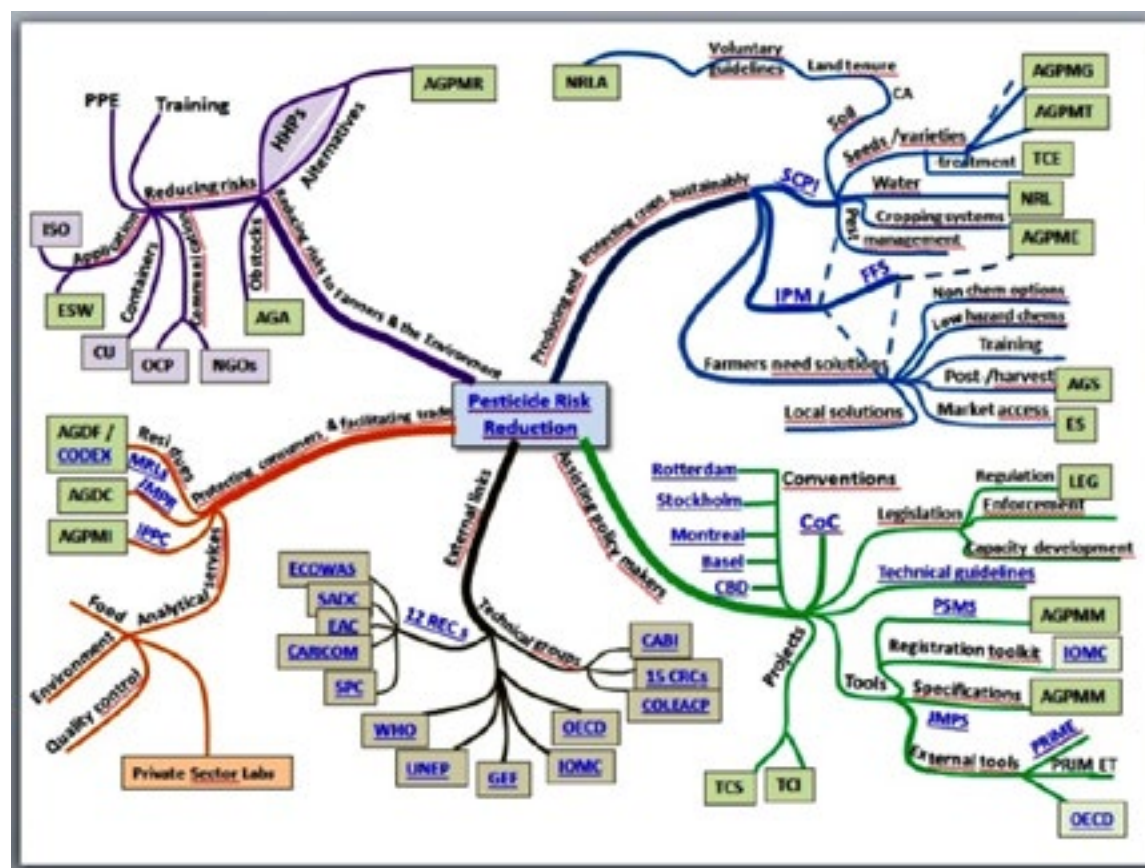 Pesticide Risk
Reduction
Reducing risks to Farmers & the Environment
Reducing risks
PPE
Training
Application
ISO
ESW
Containers
CU
OCP
NGOs
HHPs
Alternatives
AGPMR
Obstocks
AGA
Producing and protecting crops sustainably
SCPI
Soil
CA
Land tenure
Voluntary
guidelines
NRLA
Seeds /varieties
treatment
AGPMG
AGPMT
TCE
Water
NRL
Cropping systems
AGPME
Pest
management
IPM
FFS
Farmers need solutions
Non chem options
Low hazard chems
Training
Post-/harvest
AGS
Market access
ES
Local solutions
Protecting consumers & facilitating trade
Residues
AGDF /
CODEX
MRLs
JMPR
AGDC
IPPC
AGPMI
Analytical services
Food
Environment
Quality control
Private Sector Labs
External links
12 REC s
ECOWAS
SADC
EAC
CARICOM
SPC
Technical groups
CABI
15 CRCs
COLEACP
WHO
UNEP
GEF
IOMC
OECD
Assisting policy makers
Conventions
Rotterdam
Stockholm
Montreal
Basel
CBD
CoC
Legislation
Regulation
LEG
Enforcement
Capacity development
Technical guidelines
Projects
TCS
TCI
Tools
PSMS
AGPMM
Registration toolkit
IOMC
Specifications
AGPMM
JMPS
External tools
PRIME
PRIM ET
OECD